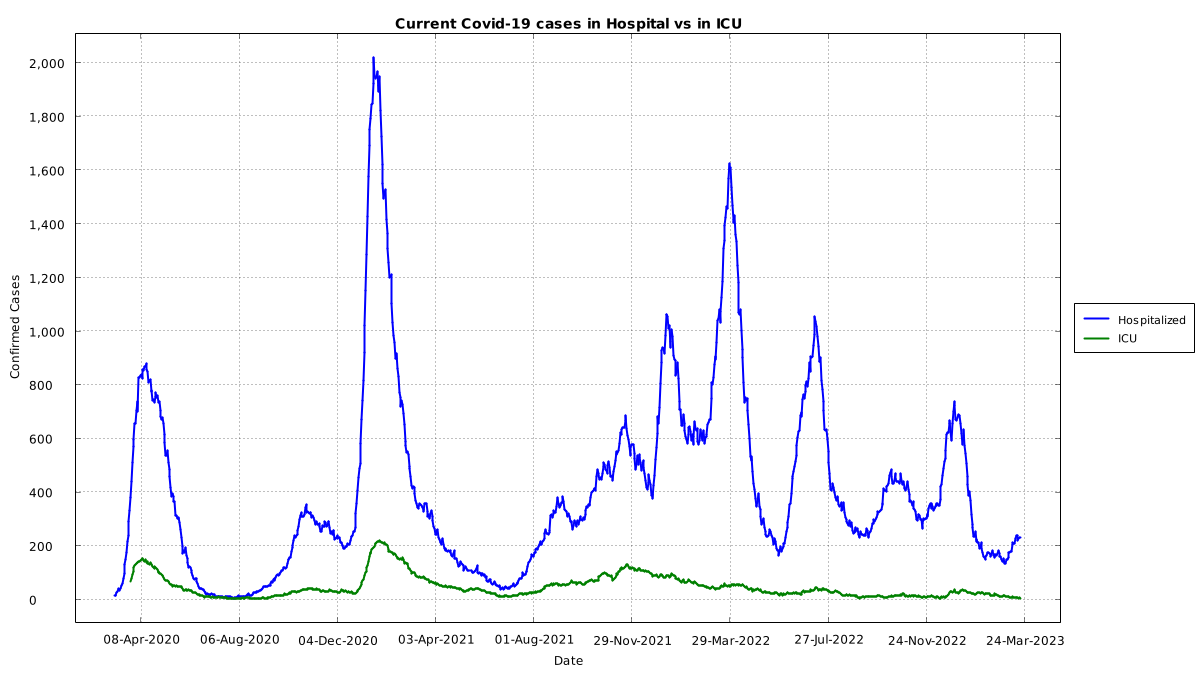 Current Covid-19 cases in Hospital vs in ICU
2,000
1,800
1,600
1,400
1,200
1,000
800
600
400
200
0
Confirmed Cases
08-Apr-2020 06-Aug-2020 04-Dec-2020 03-Apr-2021 01-Aug-2021 29-Nov-2021 29-Mar-2022 27-Jul-2022 24-Nov-2022 24-Mar-2023
Date
Hospitalized
ICU